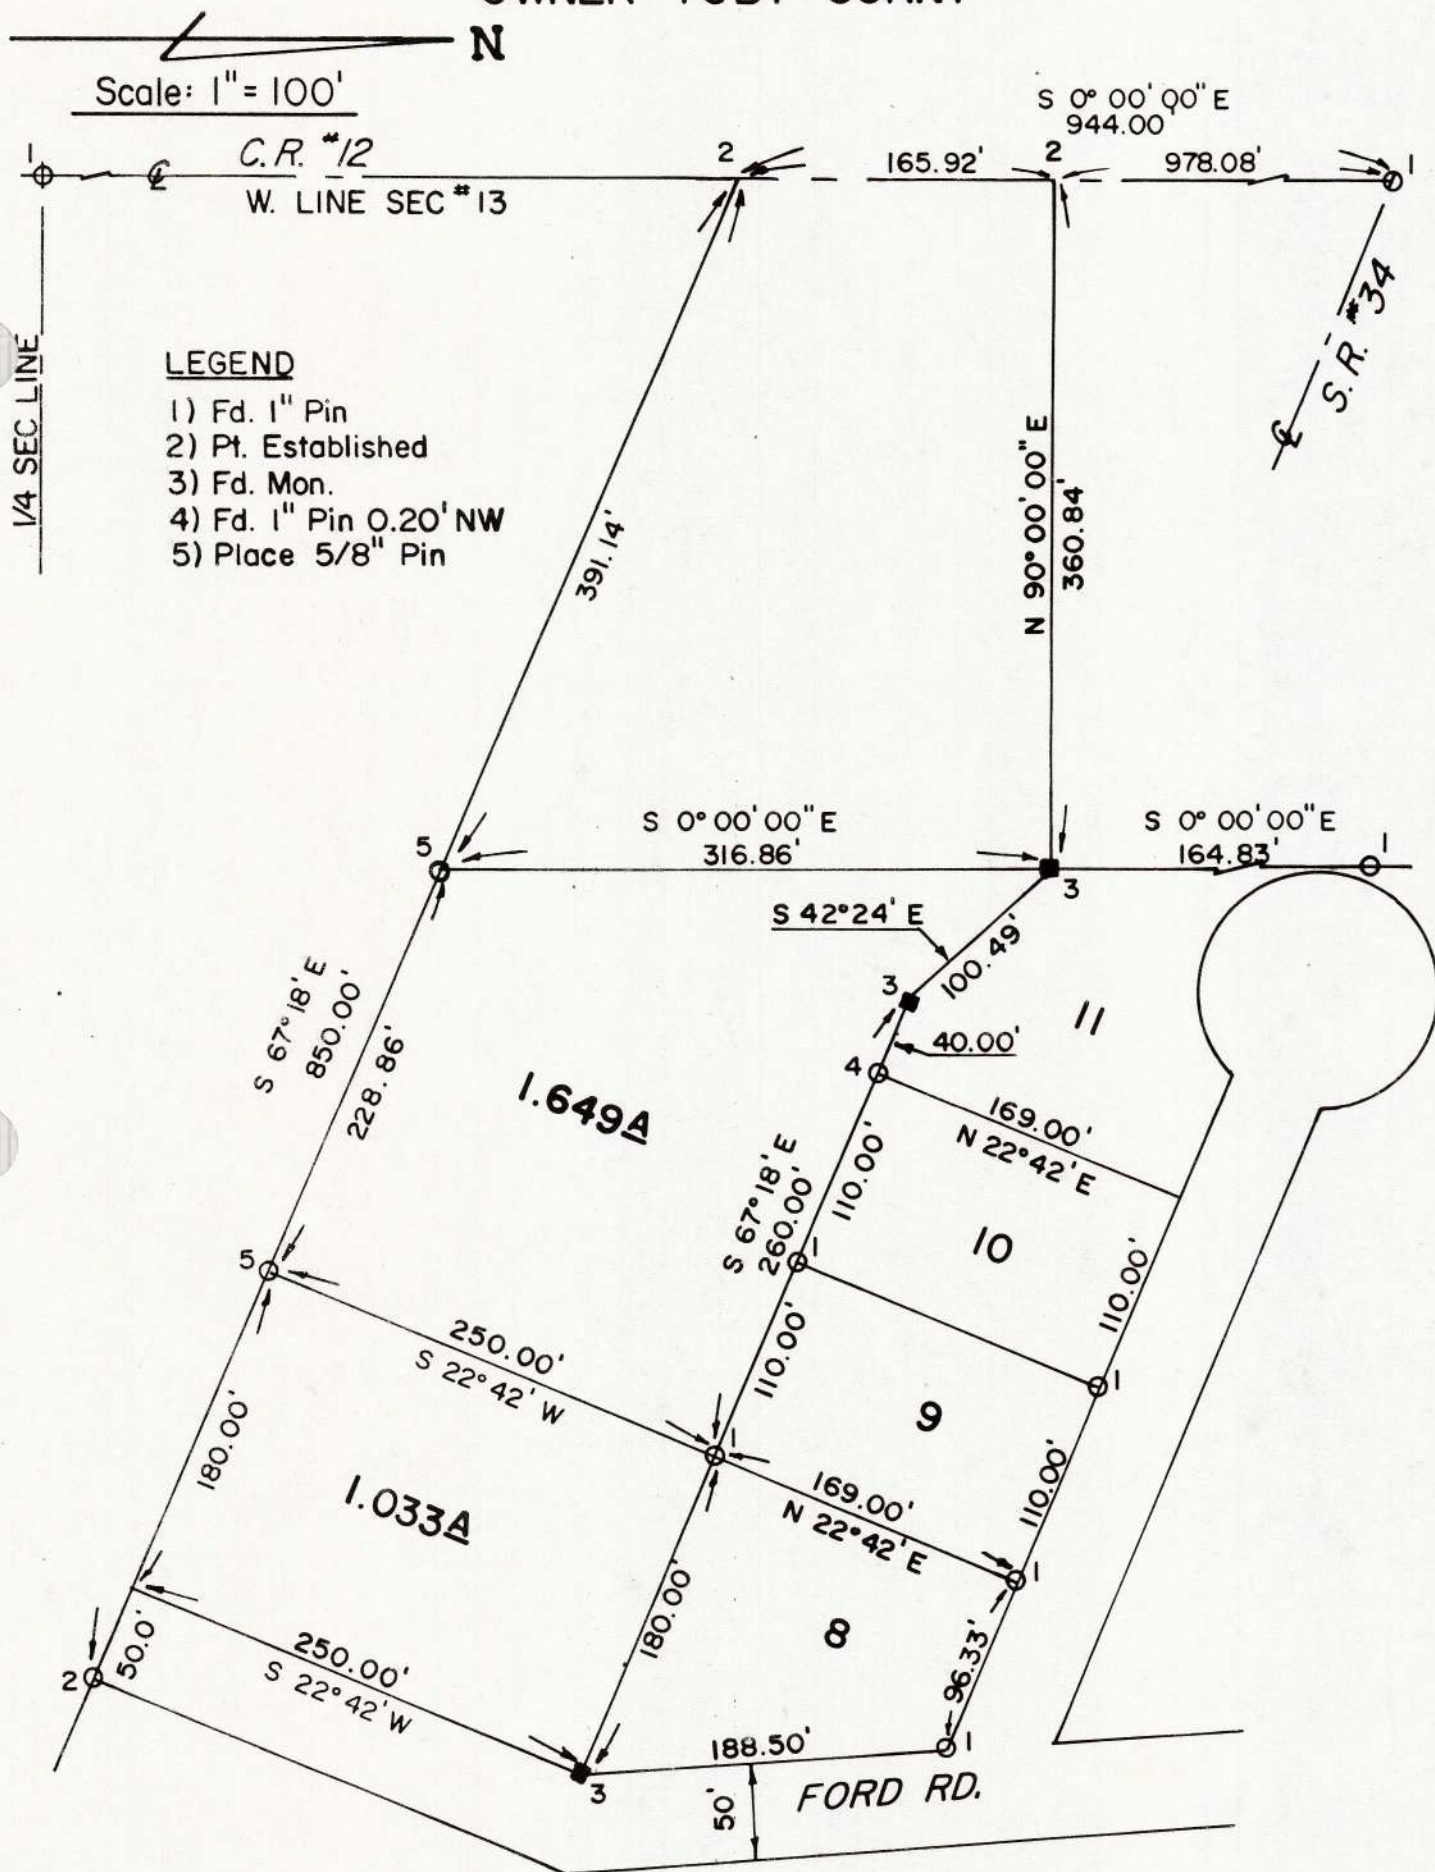 N
Scale: 1" = 100'
S 0° 00' 00" E
944.00
1
C.R. #12
2
165.92'
2
978.08'
1
℄
W. LINE SEC #13
S.R. #34
℄
1/4 SEC LINE
LEGEND
1) Fd. 1" Pin
2) Pt. Established
3) Fd. Mon.
4) Fd. 1" Pin 0.20' NW
5) Place 5/8" Pin
391.14'
N 90° 00' 00" E
360.84'
5
S 0° 00' 00" E
316.86'
S 0° 00' 00" E
164.83'
1
3
S 42° 24' E
100.49'
3
11
40.00'
4
S 67° 18' E
850.00'
228.86'
1.649A
169.00'
N 22° 42' E
110.00'
S 67° 18' E
260.00'
1
10
110.00'
5
250.00'
S 22° 42' W
110.00'
1
9
1
169.00'
N 22° 42' E
110.00'
180.00'
1.033A
1
180.00'
8
96.33'
50.0'
2
250.00'
S 22° 42' W
188.50'
1
3
50'
FORD RD.